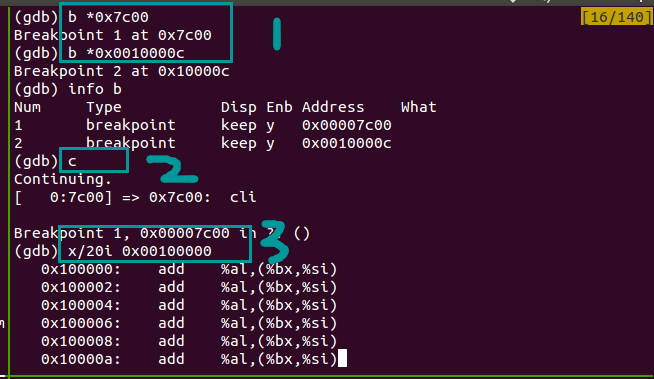 (gdb) b *0x7c00 [16/140]
Breakpoint 1 at 0x7c00 1
(gdb) b *0x0010000c
Breakpoint 2 at 0x10000c
(gdb) info b
Num Type Disp Enb Address What
1 breakpoint keep y 0x00007c00
2 breakpoint keep y 0x0010000c
(gdb) c 2
Continuing.
[ 0:7c00] => 0x7c00: cli
Breakpoint 1, 0x00007c00 in ?? () 3
(gdb) x/20i 0x00100000
0x100000: add %al,(%bx,%si)
0x100002: add %al,(%bx,%si)
0x100004: add %al,(%bx,%si)
0x100006: add %al,(%bx,%si)
0x100008: add %al,(%bx,%si)
0x10000a: add %al,(%bx,%si)